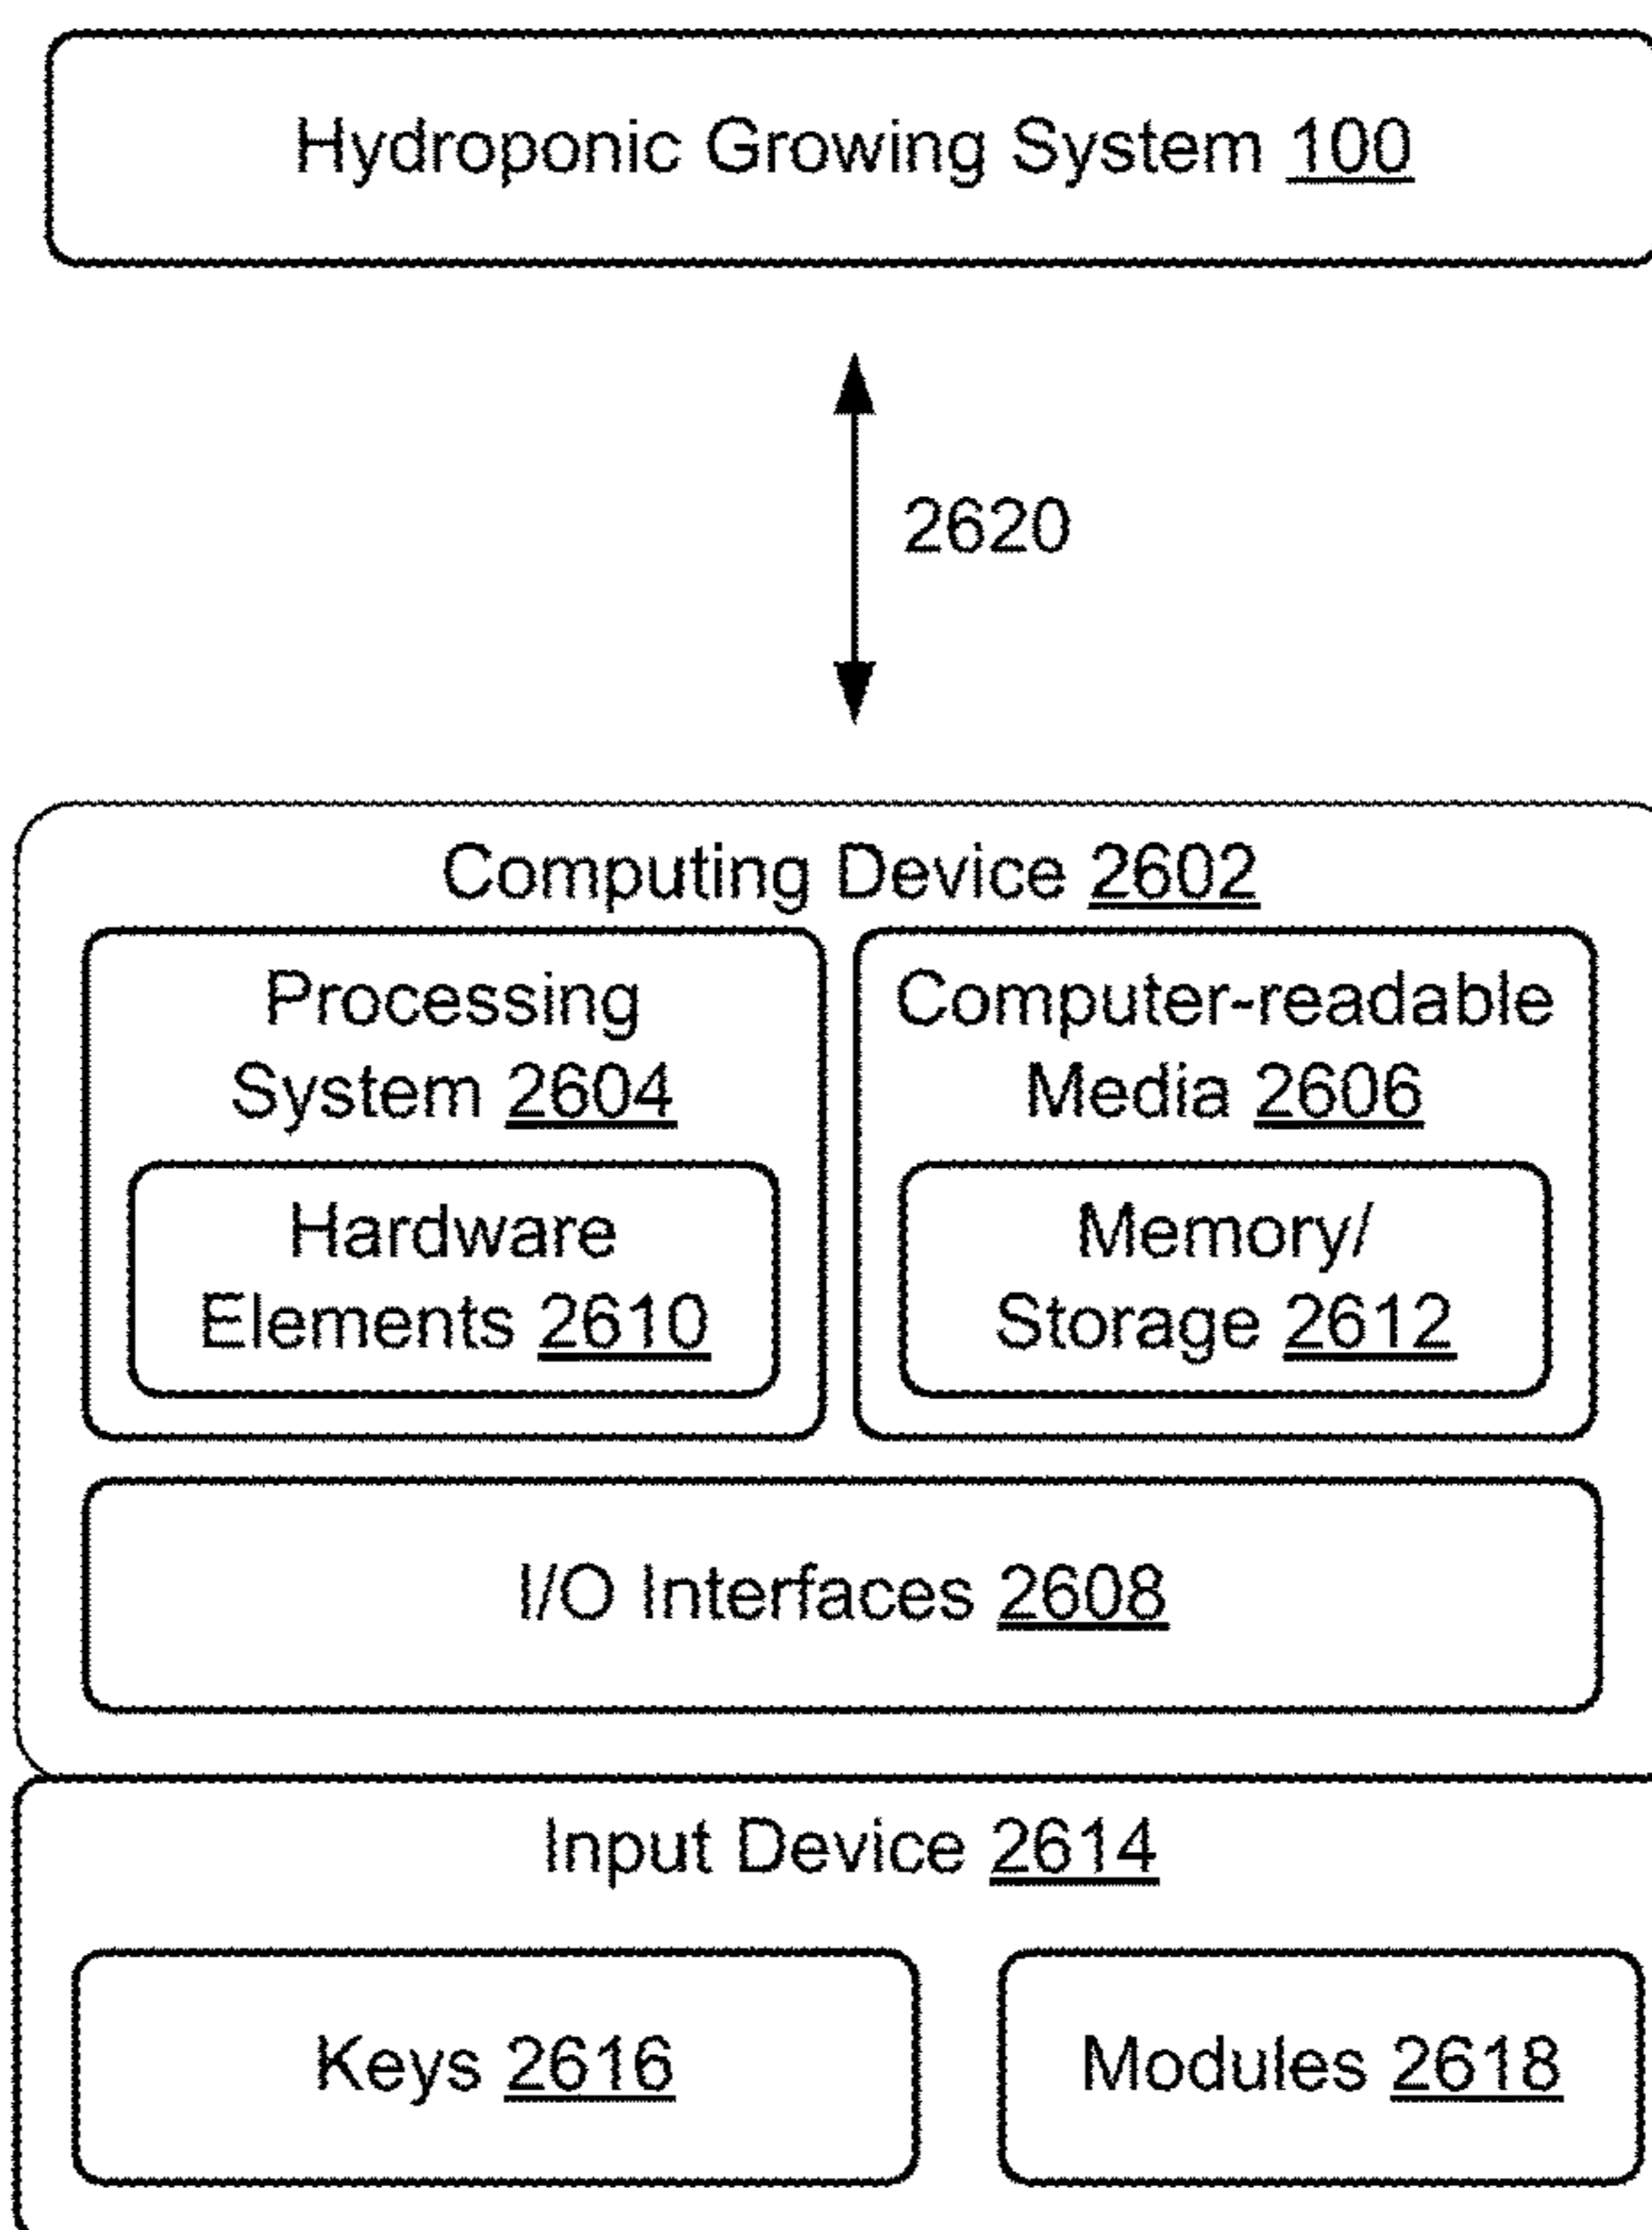 Hydroponic Growing System 100
2620
Computing Device 2602
Processing
System 2604
Computer-readable
Media 2606
Hardware
Elements 2610
Memory/
Storage 2612
I/O Interfaces 2608
Input Device 2614
Keys 2616
Modules 2618